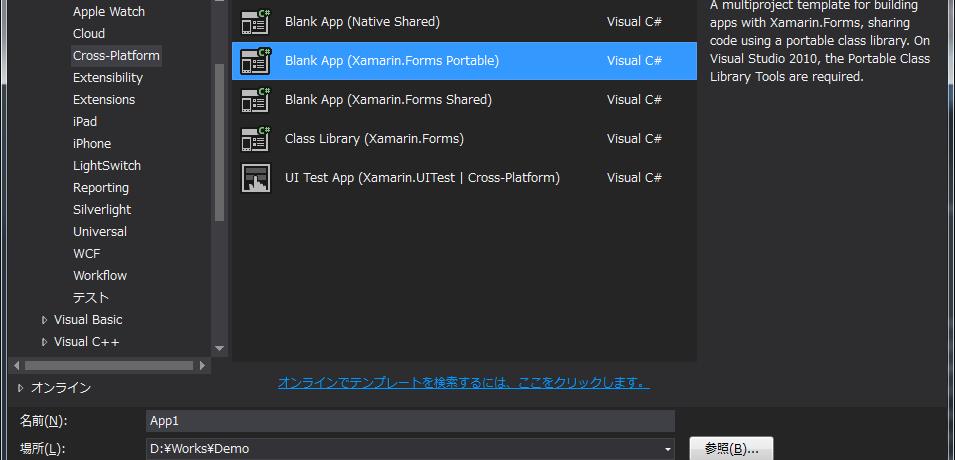 Apple Watch
Cloud
Cross-Platform
Extensibility
Extensions
iPad
iPhone
LightSwitch
Reporting
Silverlight
Universal
WCF
Workflow
テスト
Visual Basic
Visual C++
オンライン
Blank App (Native Shared) Visual C#
Blank App (Xamarin.Forms Portable) Visual C#
Blank App (Xamarin.Forms Shared) Visual C#
Class Library (Xamarin.Forms) Visual C#
UI Test App (Xamarin.UITest | Cross-Platform) Visual C#
オンラインでテンプレートを検索するには、ここをクリックします。
A multiproject template for building
apps with Xamarin.Forms, sharing
code using a portable class library. On
Visual Studio 2010, the Portable Class
Library Tools are required.
名前(N): App1
場所(L): D:¥Works¥Demo 参照(B)...